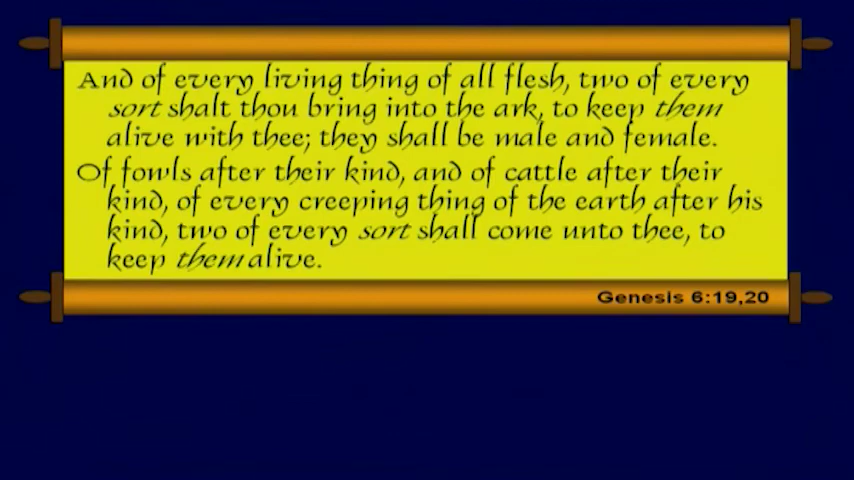 And of every living thing of all flesh, two of every
sort shalt thou bring into the ark, to keep them
alive with thee; they shall be male and female.
Of fowls after their kind, and of cattle after their
kind, of every creeping thing of the earth after his
kind, two of every sort shall come unto thee, to
keep them alive.
Genesis 6:19,20